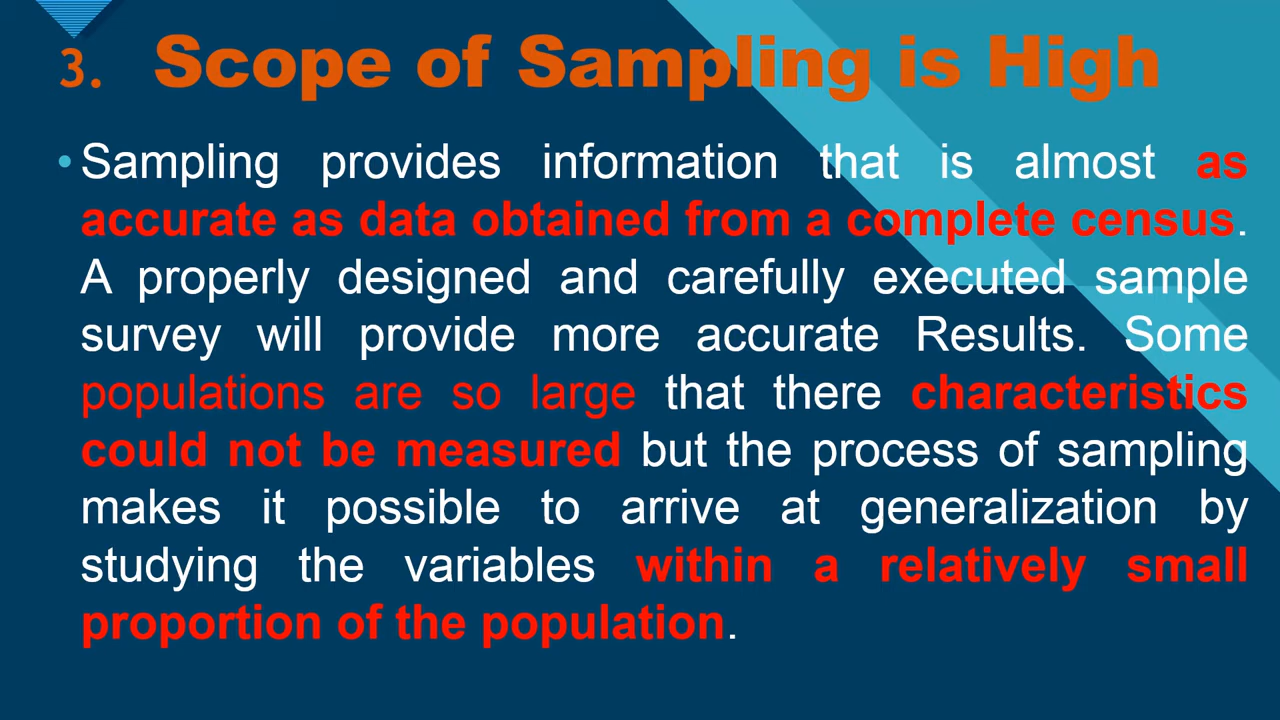 3. Scope of Sampling is High
• Sampling provides information that is almost as
accurate as data obtained from a complete census.
A properly designed and carefully executed sample
survey will provide more accurate Results. Some
populations are so large that there characteristics
could not be measured but the process of sampling
makes it possible to arrive at generalization by
studying the variables within a relatively small
proportion of the population.